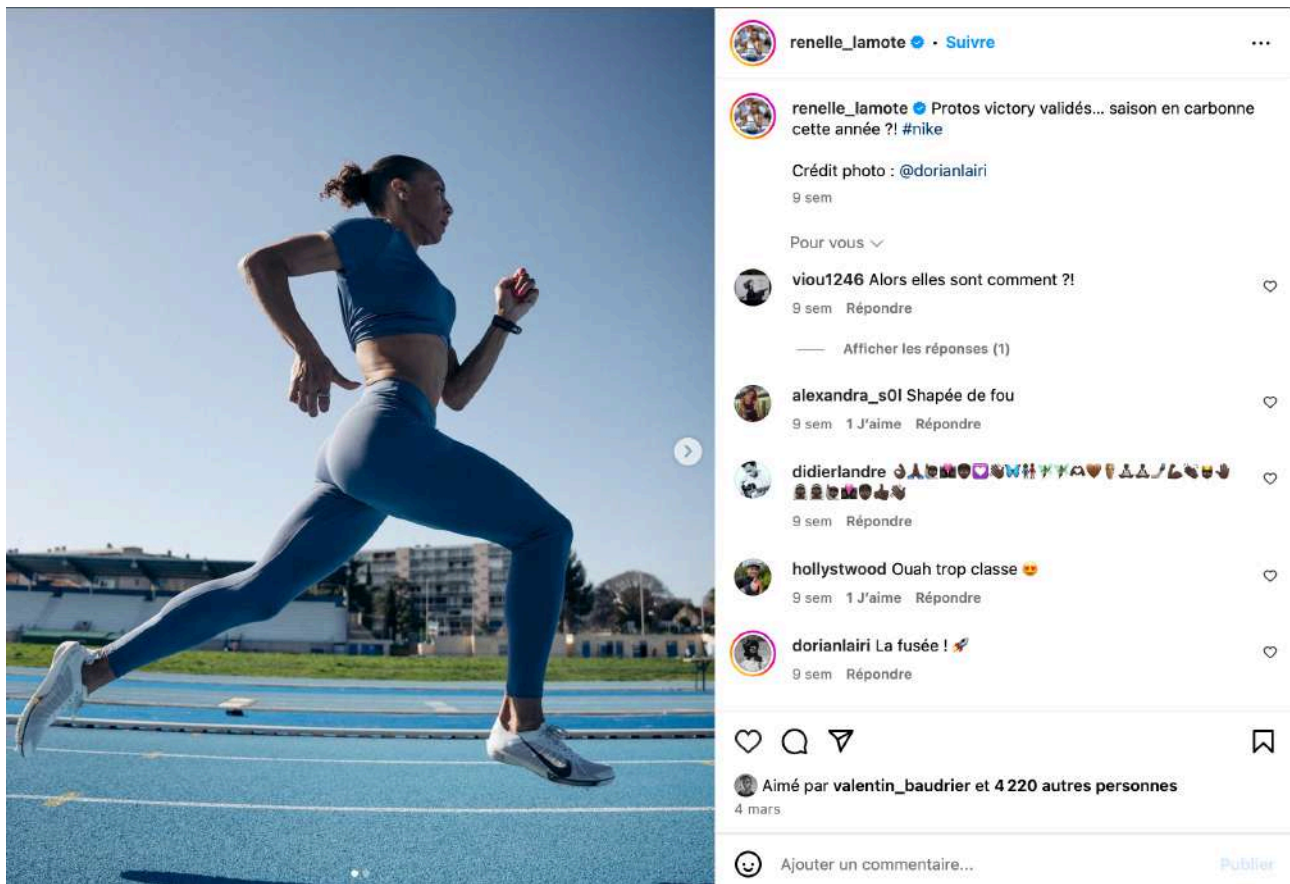 renelle_lamote • Suivre
renelle_lamote Protos victory validés... saison en carbonne
cette année ?! #nike
Crédit photo : @dorianlairi
9 sem
Pour vous
viou1246 Alors elles sont comment ?!
9 sem Répondre
Afficher les réponses (1)
alexandra_s0l Shapée de fou
9 sem 1 J’aime Répondre
didierlandre
9 sem Répondre
hollystwood Ouah trop classe 😍
9 sem 1 J’aime Répondre
dorianlairi La fusée ! 🚀
9 sem Répondre
Aimé par valentin_baudrier et 4 220 autres personnes
4 mars
Ajouter un commentaire...
Publier